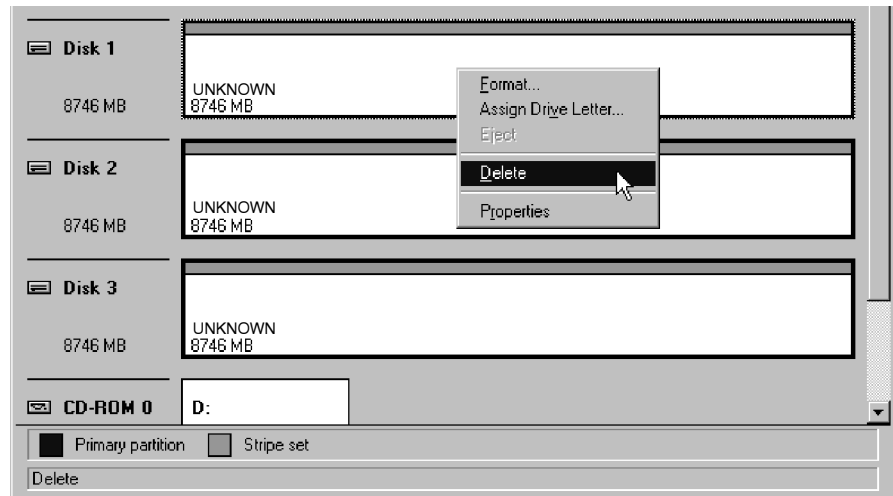 Disk 1
8746 MB
UNKNOWN
8746 MB
Format...
Assign Drive Letter...
Eject
Delete
Properties
Disk 2
8746 MB
UNKNOWN
8746 MB
Disk 3
8746 MB
UNKNOWN
8746 MB
CD-ROM 0
D:
Primary partition
Stripe set
Delete